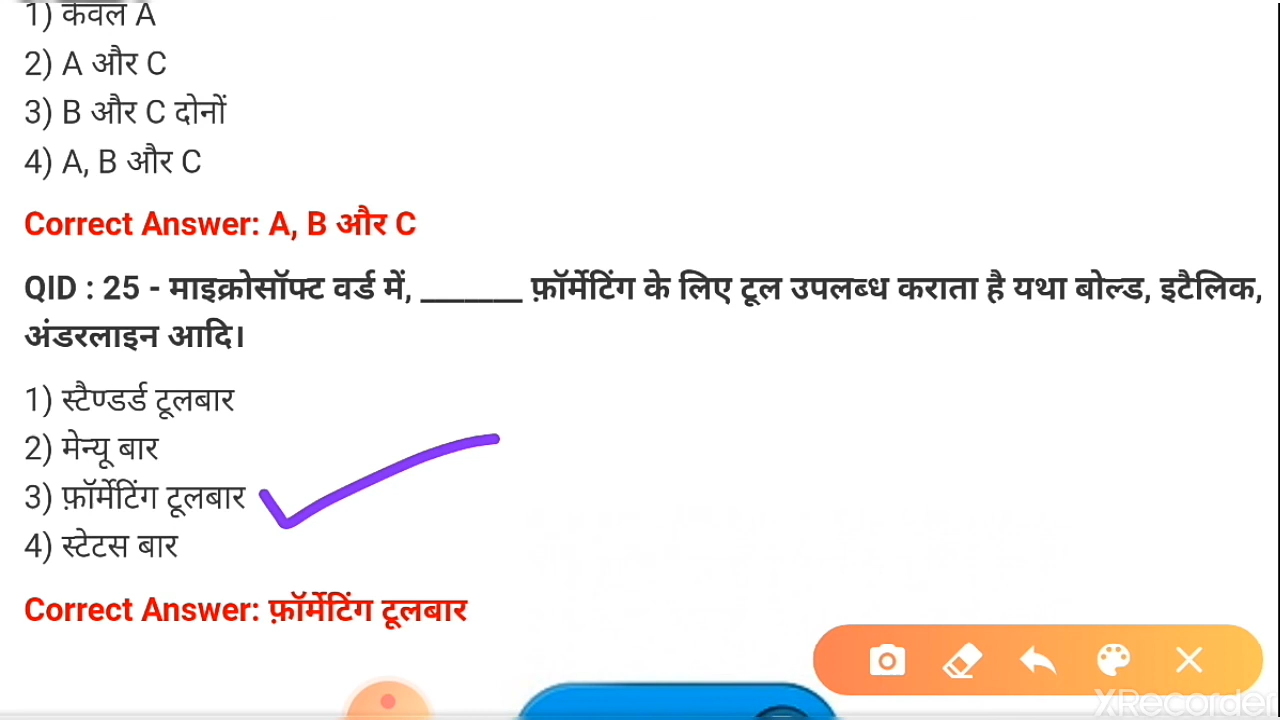 1) केवल A
2) A और C
3) B और C दोनों
4) A, B और C
Correct Answer: A, B और C
QID : 25 - माइक्रोसॉफ्ट वर्ड में, _______ फ़ॉर्मेटिंग के लिए टूल उपलब्ध कराता है यथा बोल्ड, इटैलिक,
अंडरलाइन आदि।
1) स्टैण्डर्ड टूलबार
2) मेन्यू बार
3) फ़ॉर्मेटिंग टूलबार
4) स्टेटस बार
Correct Answer: फ़ॉर्मेटिंग टूलबार
XRecorder